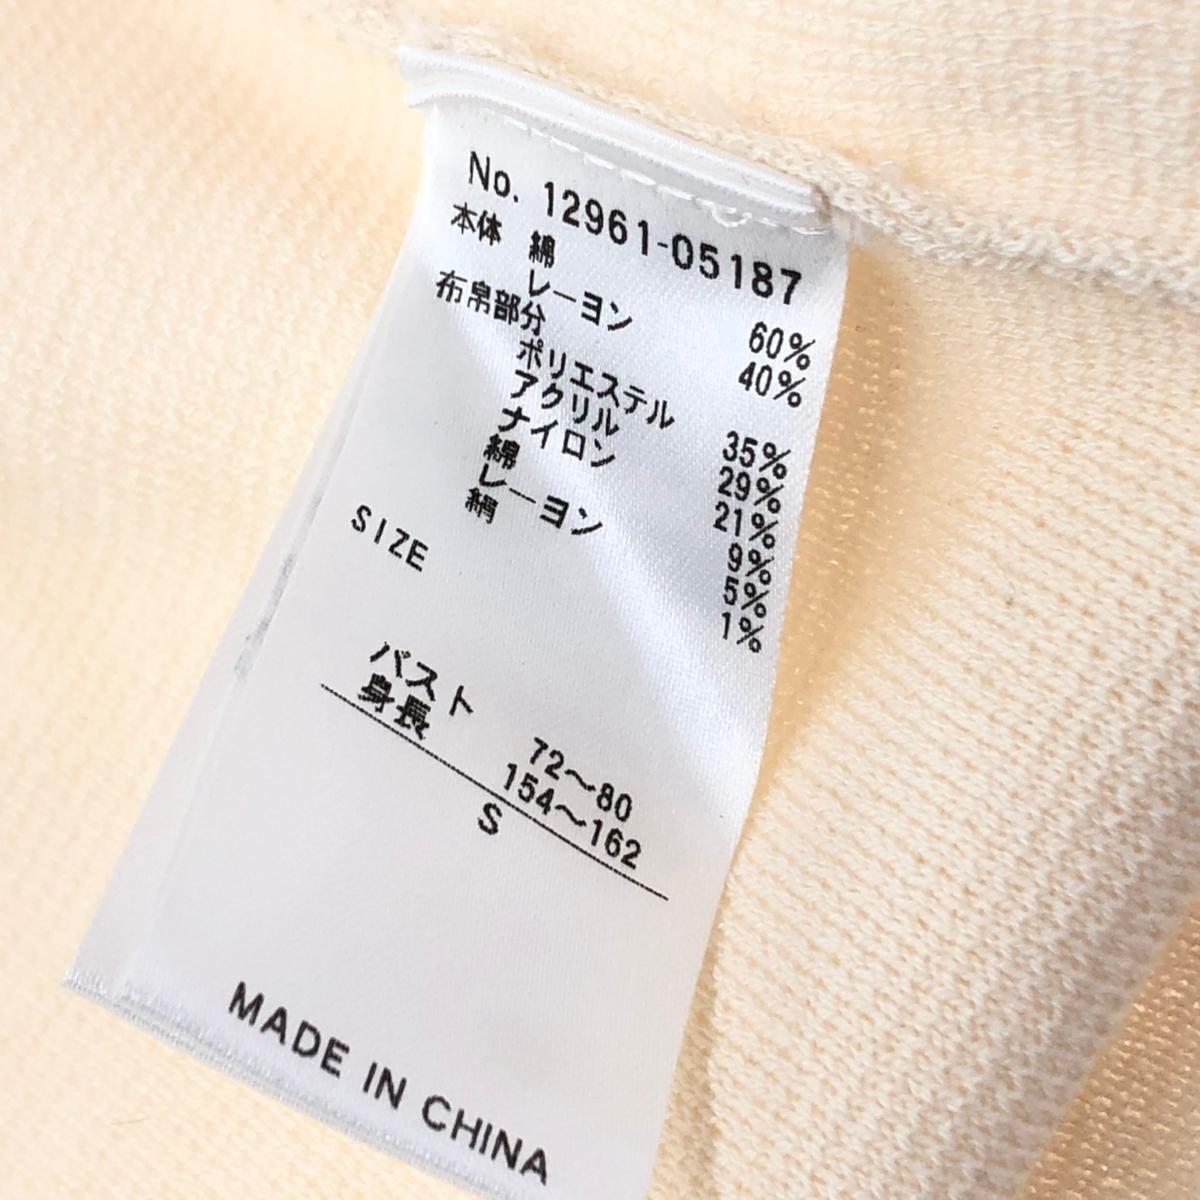 No. 12961-05187
本体 綿 60%
レーヨン 40%
布帛部分
ポリエステル 35%
アクリル 29%
ナイロン 21%
綿 9%
レーヨン 5%
絹 1%
SIZE
バスト 72～80
身長 154～162
S
MADE IN CHINA